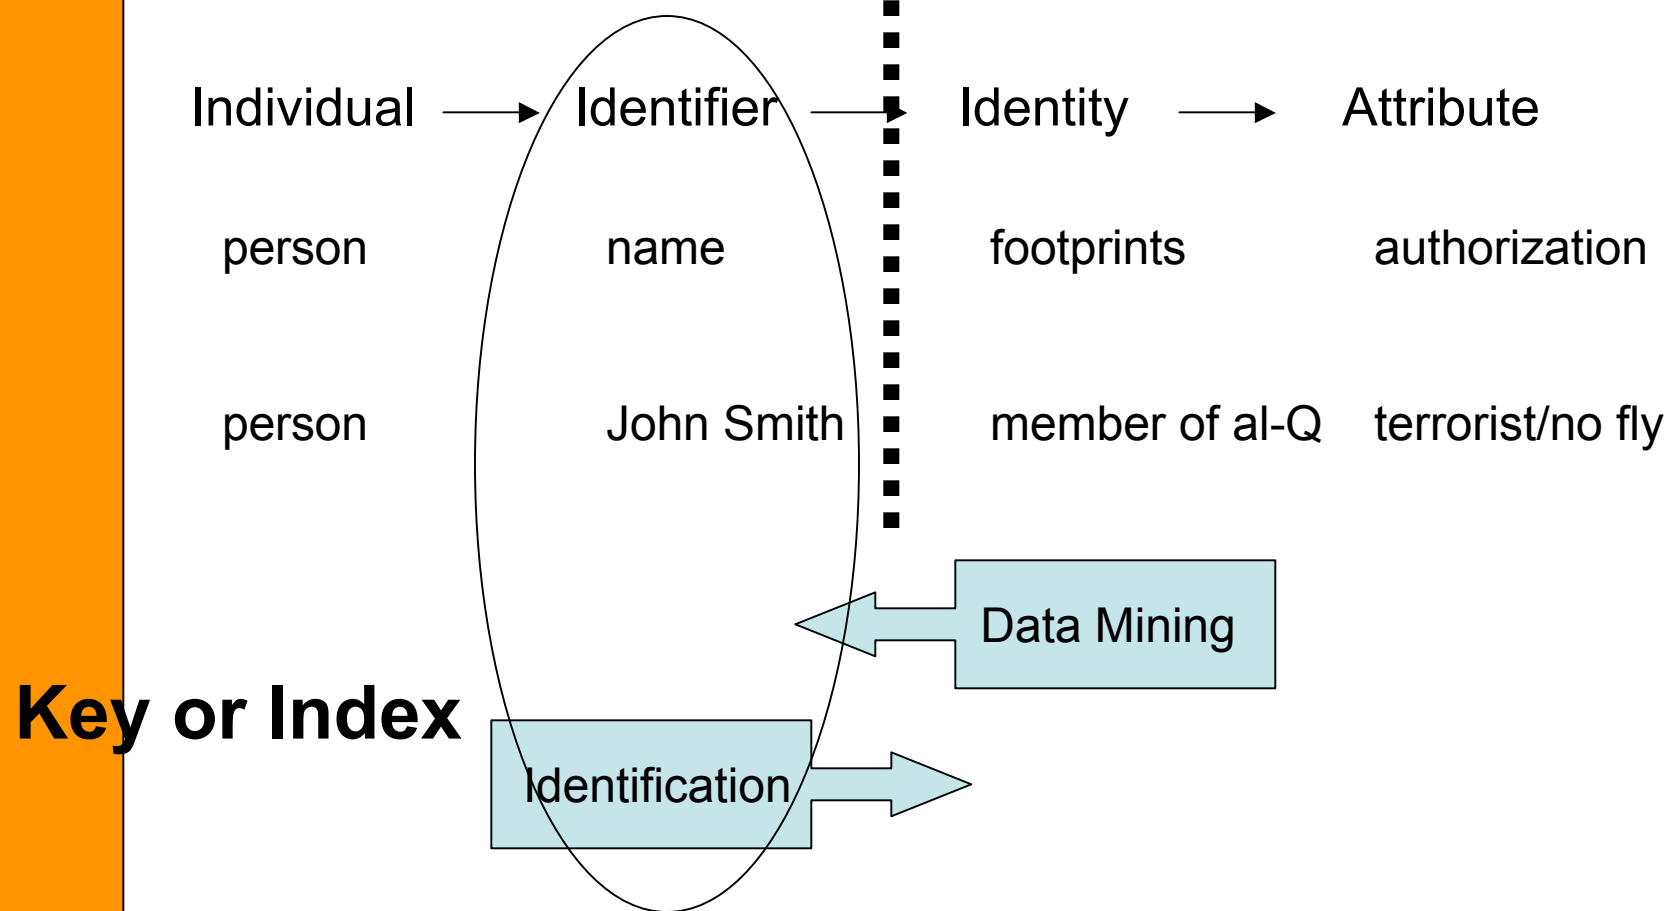 Individual Identifier Identity Attribute
person name footprints authorization
person John Smith member of al-Q terrorist/no fly
Data Mining
Key or Index
Identification